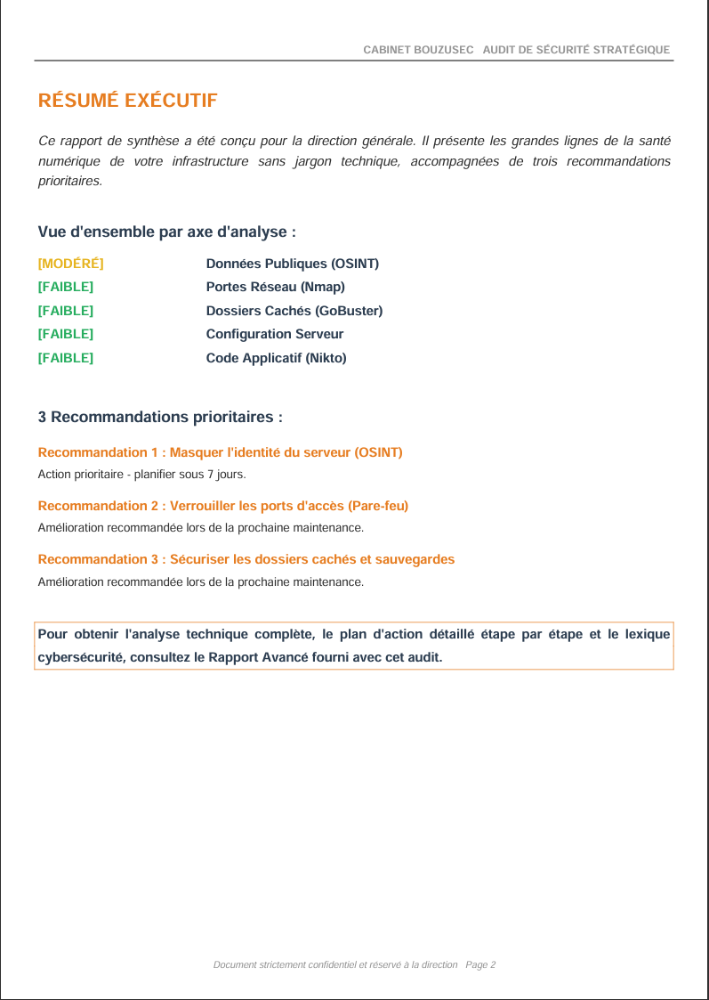 CABINET BOUZUSEC   AUDIT DE SÉCURITÉ STRATÉGIQUE
RÉSUMÉ EXÉCUTIF
Ce rapport de synthèse a été conçu pour la direction générale. Il présente les grandes lignes de la santé
numérique de votre infrastructure sans jargon technique, accompagnées de trois recommandations
prioritaires.
Vue d'ensemble par axe d'analyse :
[MODÉRÉ] Données Publiques (OSINT)
[FAIBLE] Portes Réseau (Nmap)
[FAIBLE] Dossiers Cachés (GoBuster)
[FAIBLE] Configuration Serveur
[FAIBLE] Code Applicatif (Nikto)
3 Recommandations prioritaires :
Recommandation 1 : Masquer l'identité du serveur (OSINT)
Action prioritaire - planifier sous 7 jours.
Recommandation 2 : Verrouiller les ports d'accès (Pare-feu)
Amélioration recommandée lors de la prochaine maintenance.
Recommandation 3 : Sécuriser les dossiers cachés et sauvegardes
Amélioration recommandée lors de la prochaine maintenance.
Pour obtenir l'analyse technique complète, le plan d'action détaillé étape par étape et le lexique
cybersécurité, consultez le Rapport Avancé fourni avec cet audit.
Document strictement confidentiel et réservé à la direction   Page 2